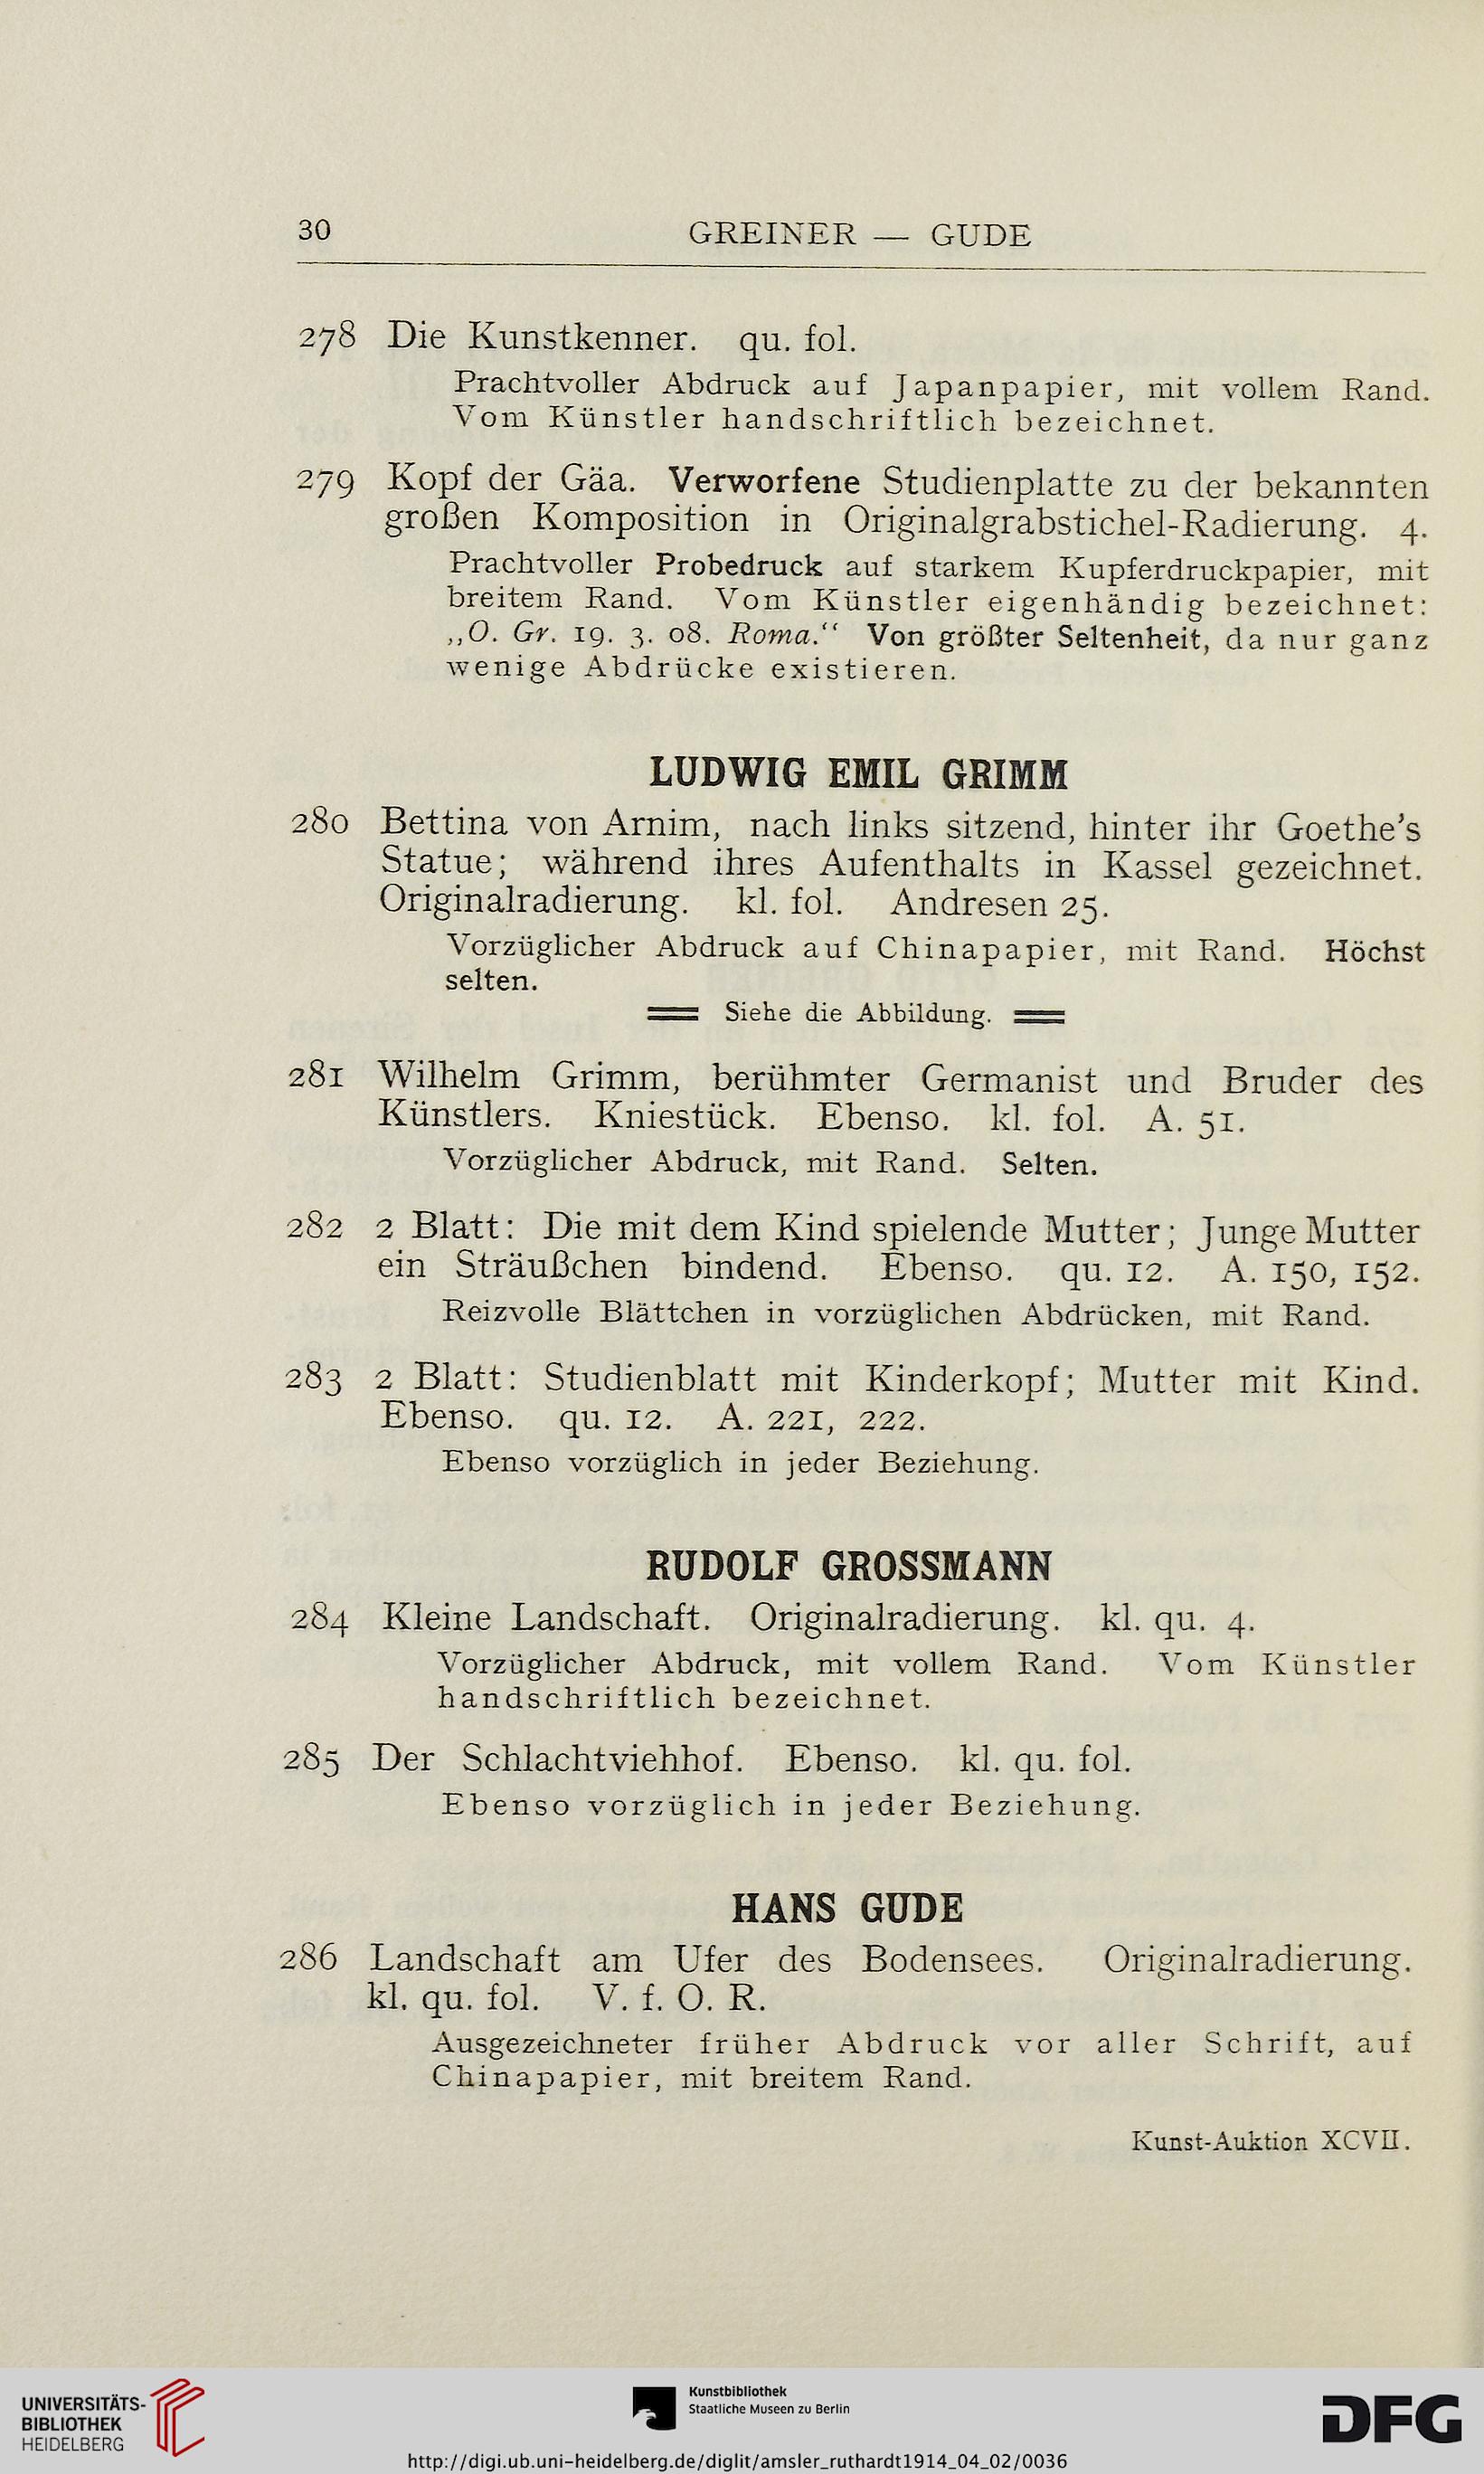 30
GREINER — GUDE
278 Die Kunstkenner. qu. fol.
Prachtvoller Abdruck auf Japanpapier, mit vollem Rand.
Vom Künstler handschriftlich bezeichnet.
279 Kopf der Gäa. Verworfene Studienplatte zu der bekannten
großen Komposition in Originalgrabstichel-Radierung. 4.
Prachtvoller Probedruck auf starkem Kupferdruckpapier, mit
breitem Rand. Vom Künstler eigenhändig bezeichnet:
„O. Gr. 19. 3. 08. Roma.“ Von größter Seltenheit, da nur ganz
wenige Abdrücke existieren.
LUDWIG EMIL GRIMM
280 Bettina von Arnim, nach links sitzend, hinter ihr Goethe's
Statue; während ihres Aufenthalts in Kassel gezeichnet.
Originalradierung. kl. fol. Andresen 25.
Vorzüglicher Abdruck auf Chinapapier, mit Rand. Höchst
selten.
Siehe die Abbildung.
281 Wilhelm Grimm, berühmter Germanist und Bruder des
Künstlers. Kniestück. Ebenso. kl. fol. A. 51.
Vorzüglicher Abdruck, mit Rand. Selten.
282 2 Blatt: Die mit dem Kind spielende Mutter; Junge Mutter
ein Sträußchen bindend. Ebenso. qu. 12. A. 150, 152.
Reizvolle Blättchen in vorzüglichen Abdrücken, mit Rand.
283 2 Blatt: Studienblatt mit Kinderkopf; Mutter mit Kind.
Ebenso. qu. 12. A. 221, 222.
Ebenso vorzüglich in jeder Beziehung.
RUDOLF GROSSMANN
284 Kleine Landschaft. Originalradierung. kl. qu. 4.
Vorzüglicher Abdruck, mit vollem Rand. Vom Künstler
handschriftlich bezeichnet.
285 Der Schlachtviehhof. Ebenso. kl. qu. fol.
Ebenso vorzüglich in jeder Beziehung.
HANS GUDE
286 Landschaft am Ufer des Bodensees. Originalradierung.
kl. qu. fol. V. f. O. R.
Ausgezeichneter früher Abdruck vor aller Schrift, auf
Chinapapier, mit breitem Rand.
Kunst-Auktion XCVII.
UNIVERSITÄTS-
BIBLIOTHEK
HEIDELBERG
Kunstbibliothek
Staatliche Museen zu Berlin
DFG
http://digi.ub.uni-heidelberg.de/diglit/amsler_ruthardt1914_04_02/0036